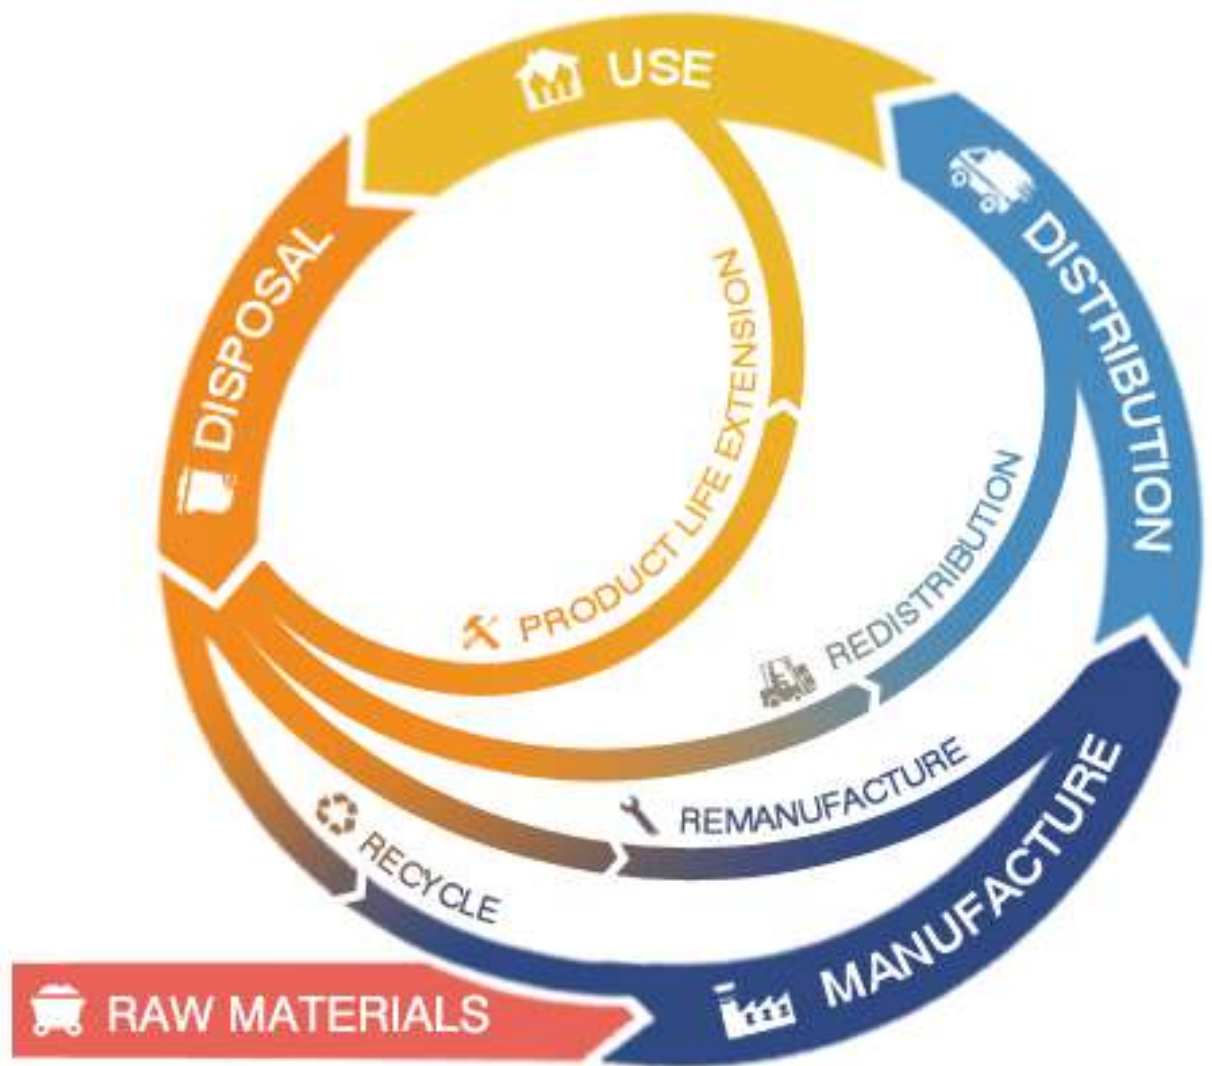 USE
DISTRIBUTION
DISPOSAL
PRODUCT LIFE EXTENSION
REDISTRIBUTION
REMANUFACTURE
RECYCLE
MANUFACTURE
RAW MATERIALS